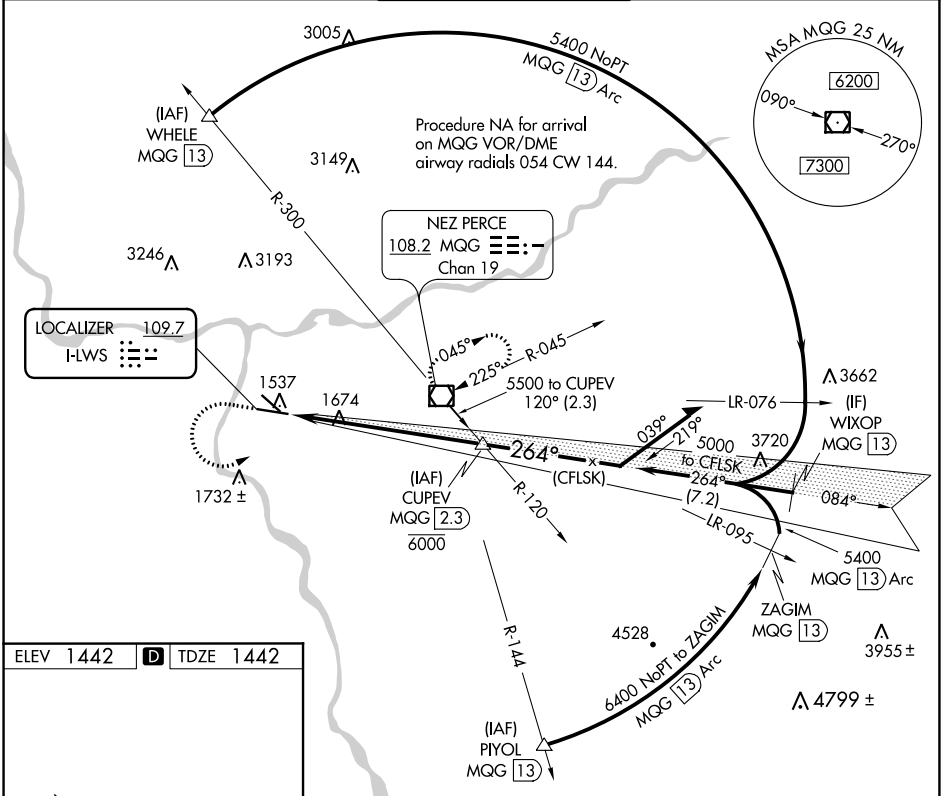 3005
5400 NoPT
MQG 13 Arc
MSA MQG 25 NM
6200
090°
270°
7300
(IAF)
WHELE
MQG 13
Procedure NA for arrival
on MQG VOR/DME
airway radials 054 CW 144.
3149
R-300
NEZ PERCE
108.2 MQG
Chan 19
3246
3193
LOCALIZER 109.7
I-LWS
045°
R-045
225°
5500 to CUPEV
120° (2.3)
1537
1674
3662
LR-076
(IF)
WIXOP
MQG 13
039°
219°
3720
5000
to CFLSK
264°
(CFLSK)
264°
(7.2)
084°
1732 ±
(IAF)
CUPEV
MQG 2.3
6000
R-120
LR-095
5400
MQG 13 Arc
ZAGIM
MQG 13
R-144
4528
6400 NoPT to ZAGIM
MQG 13 Arc
3955 ±
4799 ±
ELEV 1442 D TDZE 1442
(IAF)
PIYOL
MQG 13